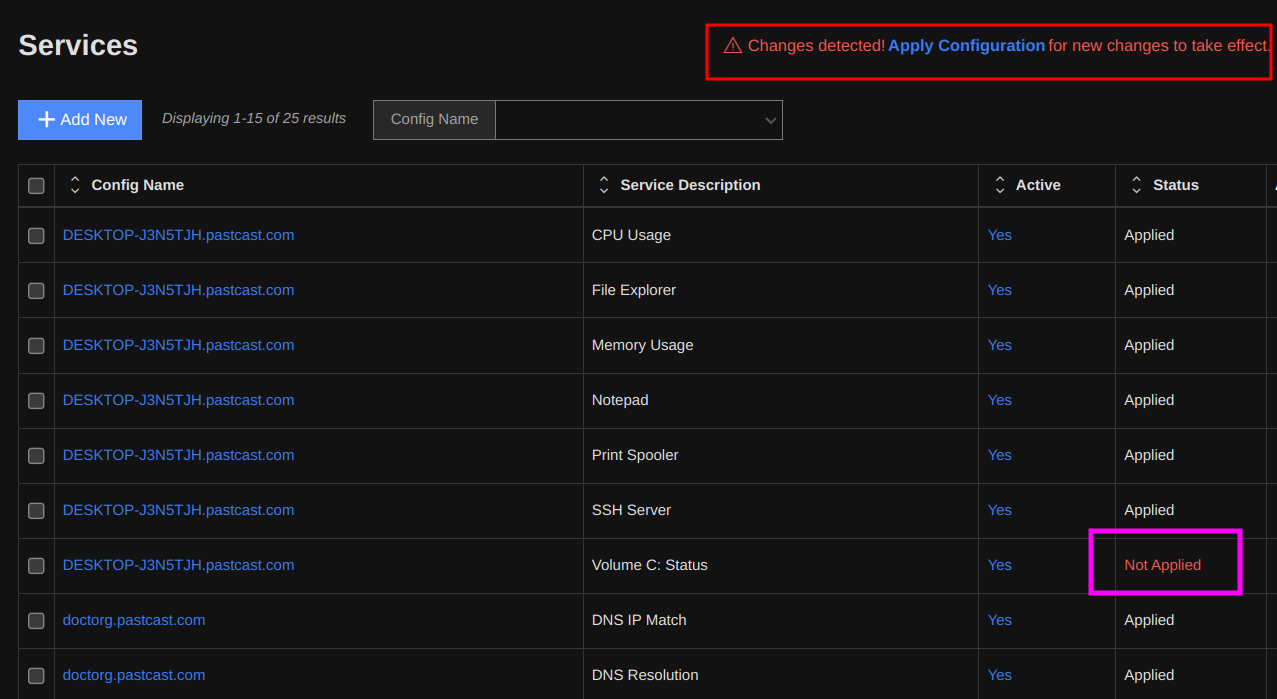 Services
Changes detected! Apply Configuration for new changes to take effect.
Add New
Displaying 1-15 of 25 results
Config Name
Config Name Service Description Active Status
DESKTOP-J3N5TJH.pastcast.com CPU Usage Yes Applied
DESKTOP-J3N5TJH.pastcast.com File Explorer Yes Applied
DESKTOP-J3N5TJH.pastcast.com Memory Usage Yes Applied
DESKTOP-J3N5TJH.pastcast.com Notepad Yes Applied
DESKTOP-J3N5TJH.pastcast.com Print Spooler Yes Applied
DESKTOP-J3N5TJH.pastcast.com SSH Server Yes Applied
DESKTOP-J3N5TJH.pastcast.com Volume C: Status Yes Not Applied
doctorg.pastcast.com DNS IP Match Yes Applied
doctorg.pastcast.com DNS Resolution Yes Applied